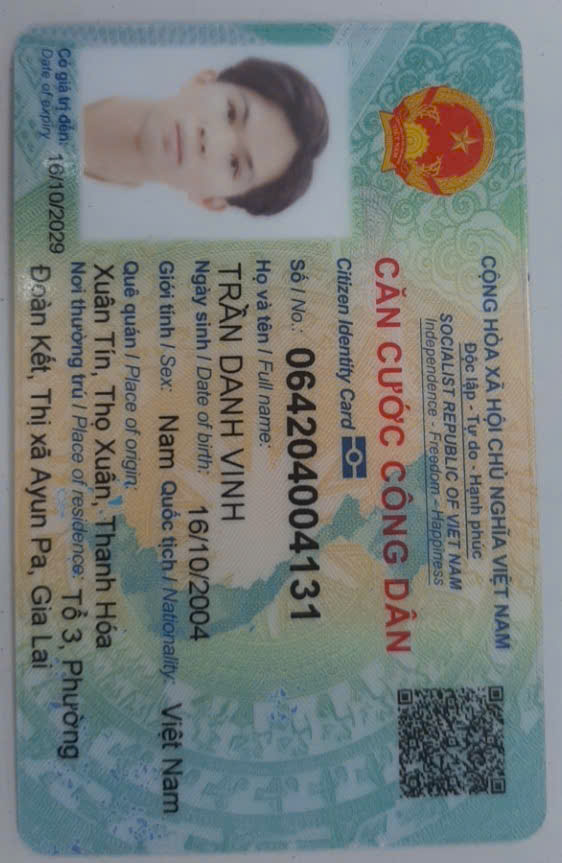 CỘNG HÒA XÃ HỘI CHỦ NGHĨA VIỆT NAM
Độc lập - Tự do - Hạnh phúc
SOCIALIST REPUBLIC OF VIET NAM
Independence - Freedom - Happiness
CĂN CƯỚC CÔNG DÂN
Citizen Identity Card
Số / No.: 064204004131
Họ và tên / Full name:
TRẦN DANH VINH
Ngày sinh / Date of birth: 16/10/2004
Giới tính / Sex: Nam Quốc tịch / Nationality: Việt Nam
Quê quán / Place of origin:
Xuân Tín, Thọ Xuân, Thanh Hóa
Nơi thường trú / Place of residence: Tổ 3, Phường
Đoàn Kết, Thị xã Ayun Pa, Gia Lai
Có giá trị đến: 16/10/2029
Date of expiry
VIỆT NAM